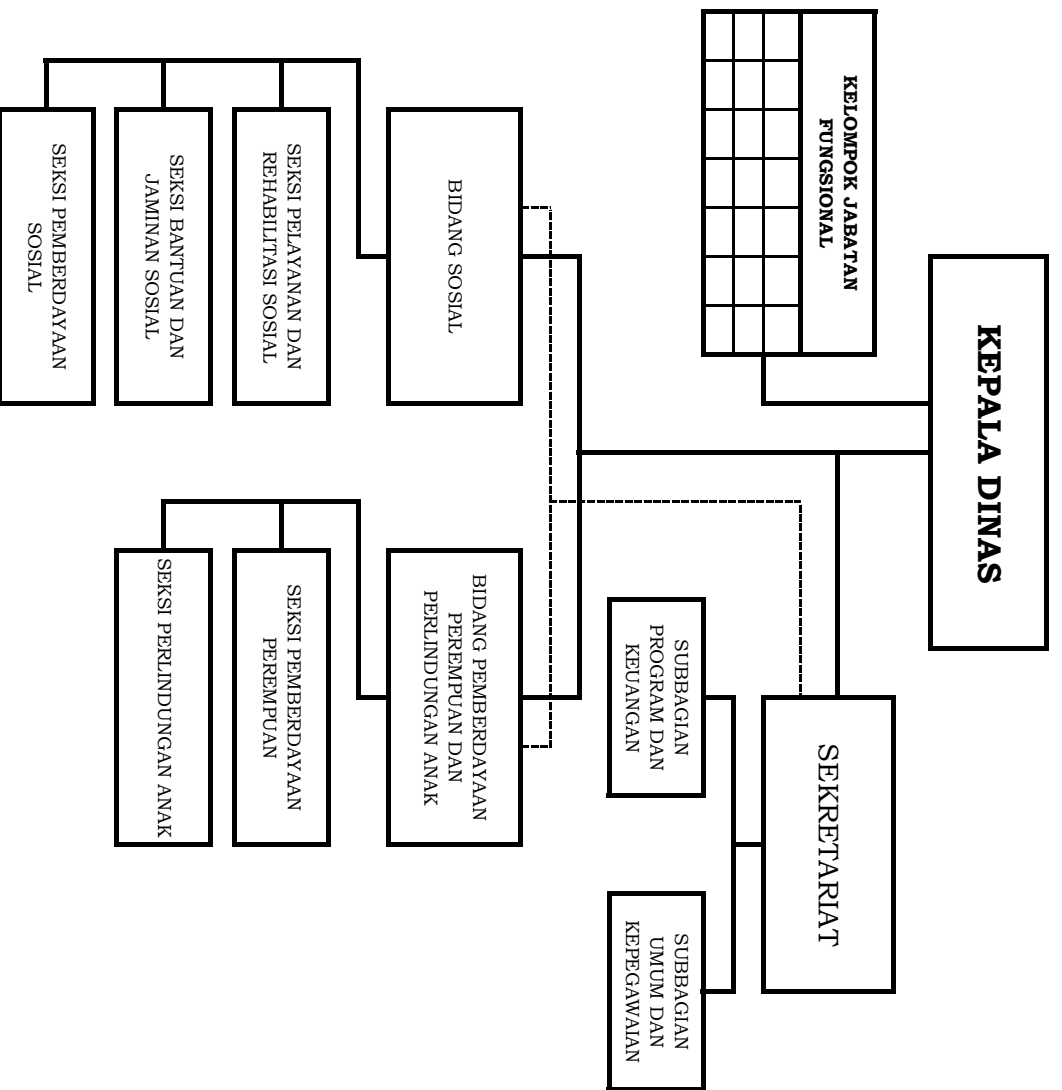 KEPALA DINAS
KELOMPOK JABATAN
FUNGSIONAL
SEKRETARIAT
SUBBAGIAN
PROGRAM DAN
KEUANGAN
SUBBAGIAN
UMUM DAN
KEPEGAWAIAN
BIDANG SOSIAL
BIDANG PEMBERDAYAAN
PEREMPUAN DAN
PERLINDUNGAN ANAK
SEKSI PELAYANAN DAN
REHABILITASI SOSIAL
SEKSI PEMBERDAYAAN
PEREMPUAN
SEKSI BANTUAN DAN
JAMINAN SOSIAL
SEKSI PERLINDUNGAN ANAK
SEKSI PEMBERDAYAAN
SOSIAL